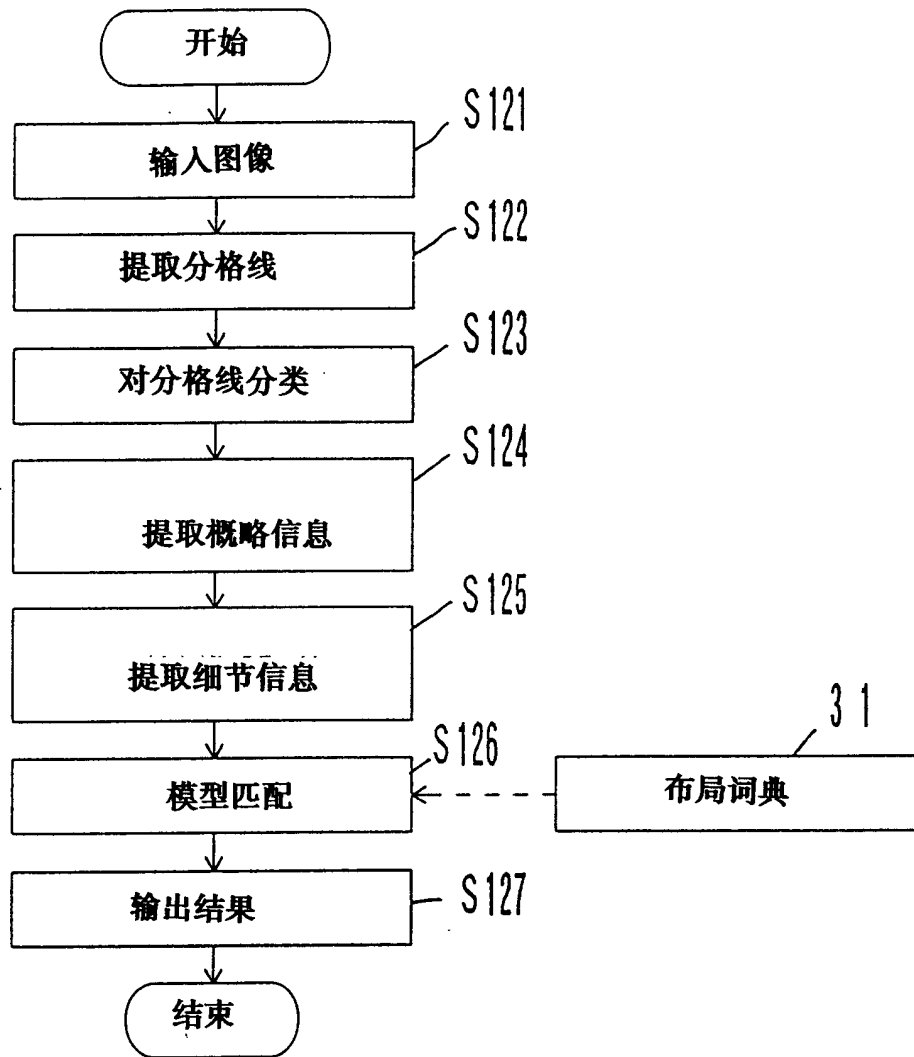 开始
S121
输入图像
S122
提取分格线
S123
对分格线分类
S124
提取概略信息
S125
提取细节信息
S126
模型匹配
31
布局词典
输出结果
S127
结束